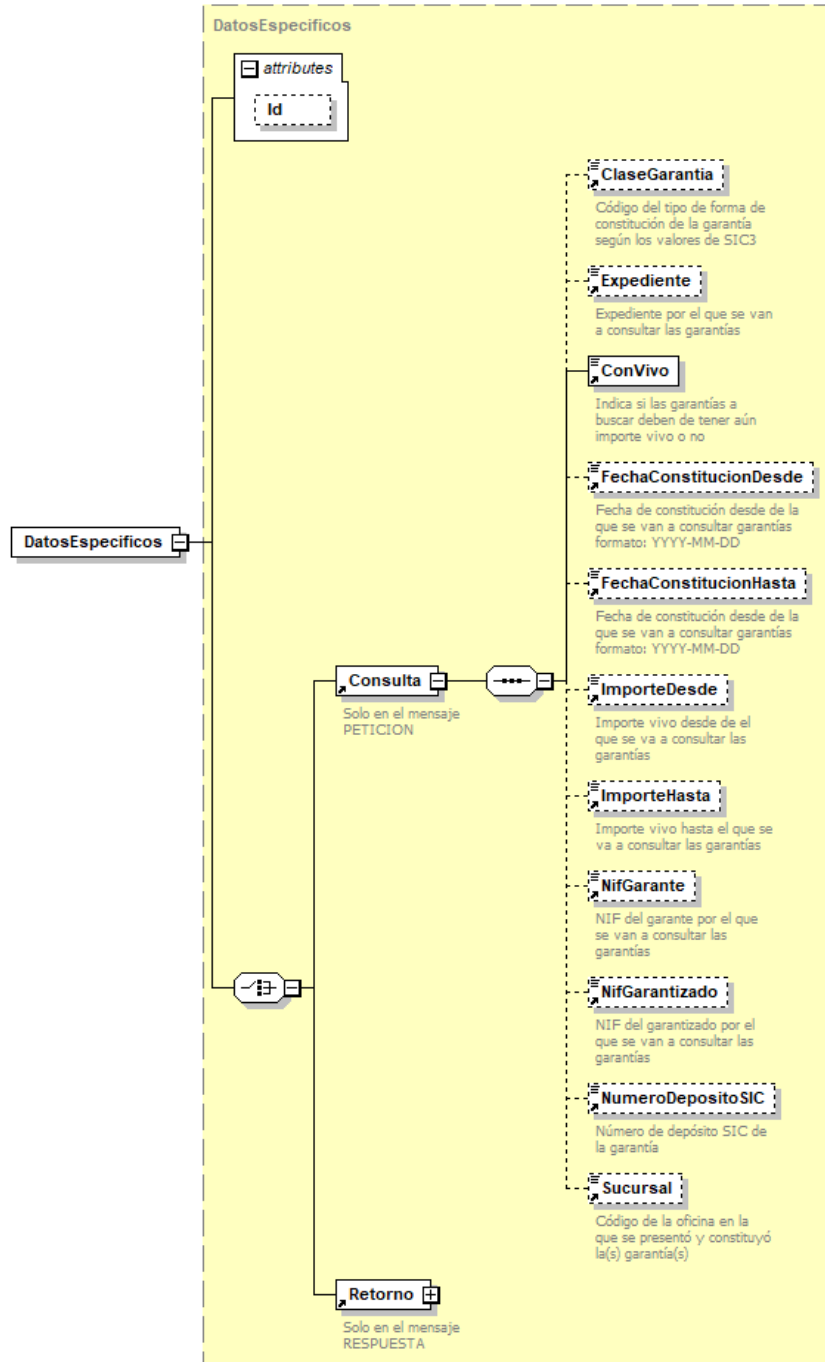 DatosEspecificos
attributes
Id
ClaseGarantia
Código del tipo de forma de
constitución de la garantía
según los valores de SIC3
Expediente
Expediente por el que se van
a consultar las garantías
ConVivo
Indica si las garantías a
buscar deben de tener aún
importe vivo o no
FechaConstitucionDesde
Fecha de constitución desde de la
que se van a consultar garantías
formato: YYYY-MM-DD
DatosEspecificos
FechaConstitucionHasta
Fecha de constitución desde de la
que se van a consultar garantías
formato: YYYY-MM-DD
Consulta
Solo en el mensaje
PETICION
ImporteDesde
Importe vivo desde de el
que se va a consultar las
garantías
ImporteHasta
Importe vivo hasta el que se
va a consultar las garantías
NifGarante
NIF del garante por el que
se van a consultar las
garantías
NifGarantizado
NIF del garantizado por el
que se van a consultar las
garantías
NumeroDepositoSIC
Número de depósito SIC de
la garantía
Sucursal
Código de la oficina en la
que se presentó y constituyó
la(s) garantía(s)
Retorno
Solo en el mensaje
RESPUESTA